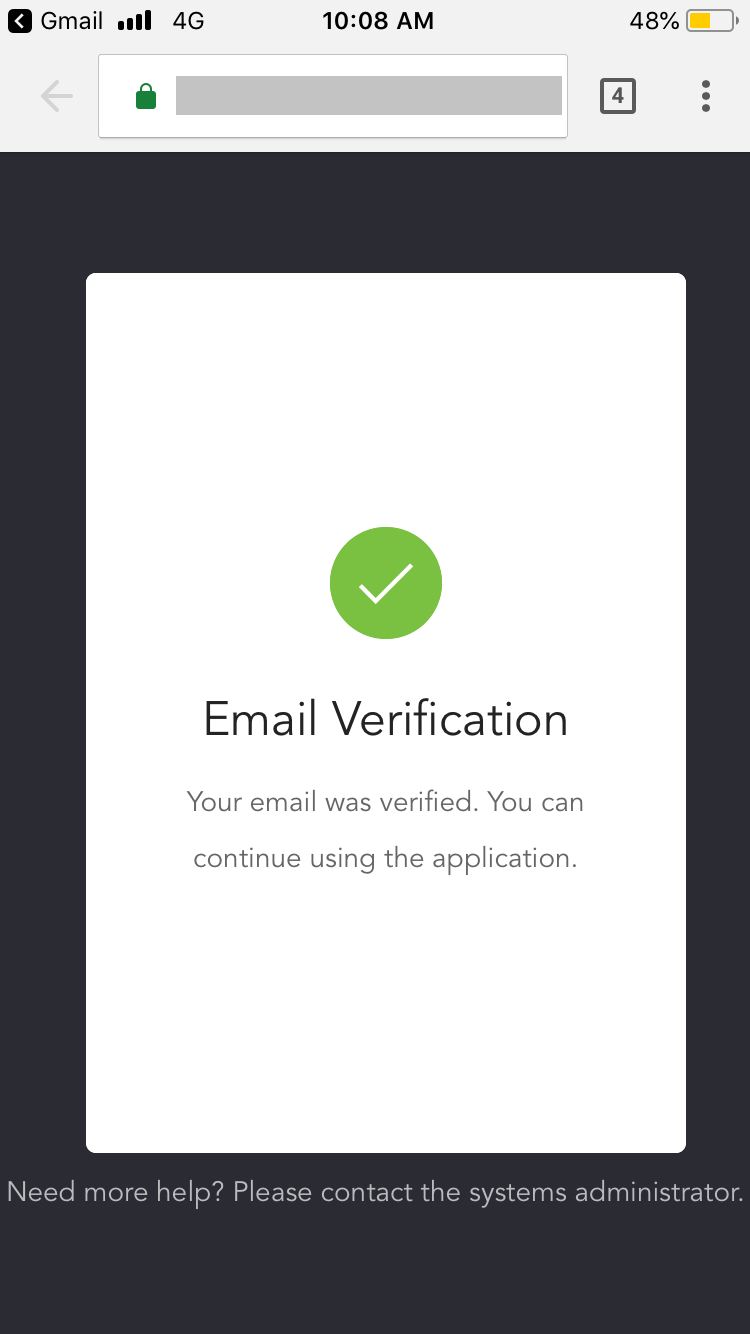 Gmail 4G 10:08 AM 48%
4
Email Verification
Your email was verified. You can
continue using the application.
Need more help? Please contact the systems administrator.